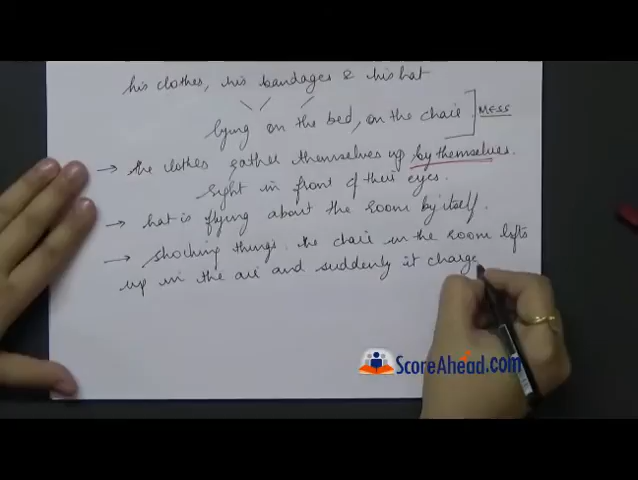 his clothes, his bandages & his hat
lying on the bed, on the chair MESS
→ the clothes gather themselves up by themselves.
right in front of their eyes.
→ hat is flying about the room by itself.
→ shocking things. the chair in the room lifts
up in the air and suddenly it charge
ScoreAhead.com